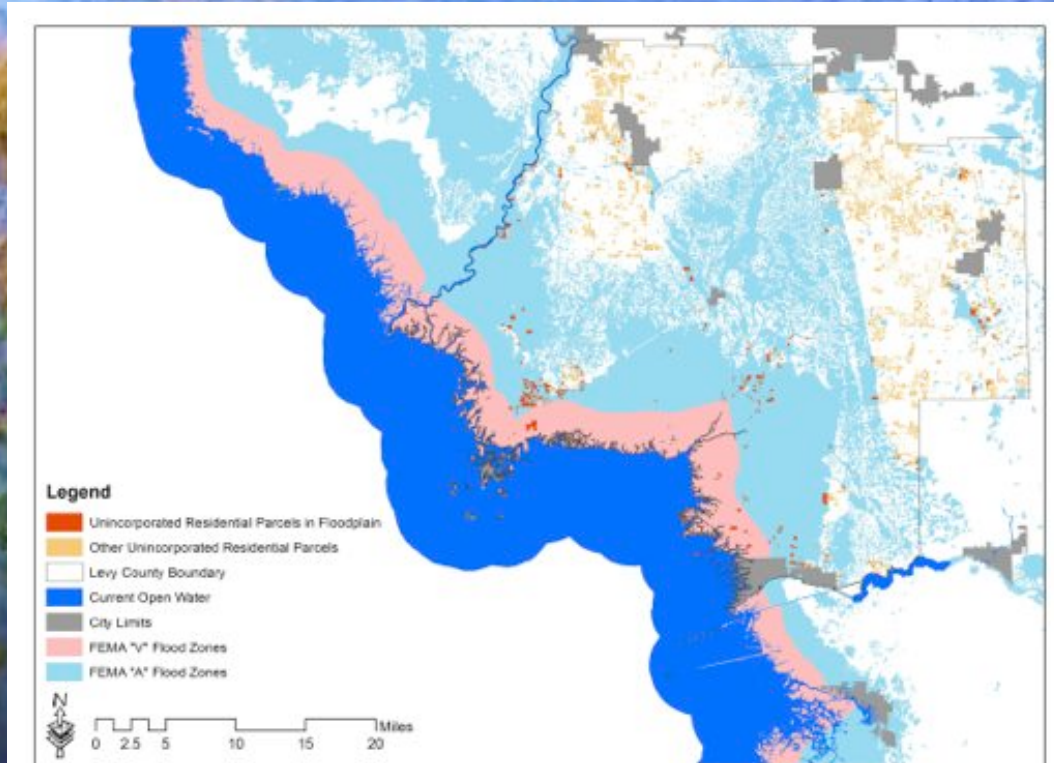 Legend
Unincorporated Residential Parcels in Floodplain
Other Unincorporated Residential Parcels
Levy County Boundary
Current Open Water
City Limits
FEMA "V" Flood Zones
FEMA "A" Flood Zones
N
Miles
0 2.5 5 10 15 20